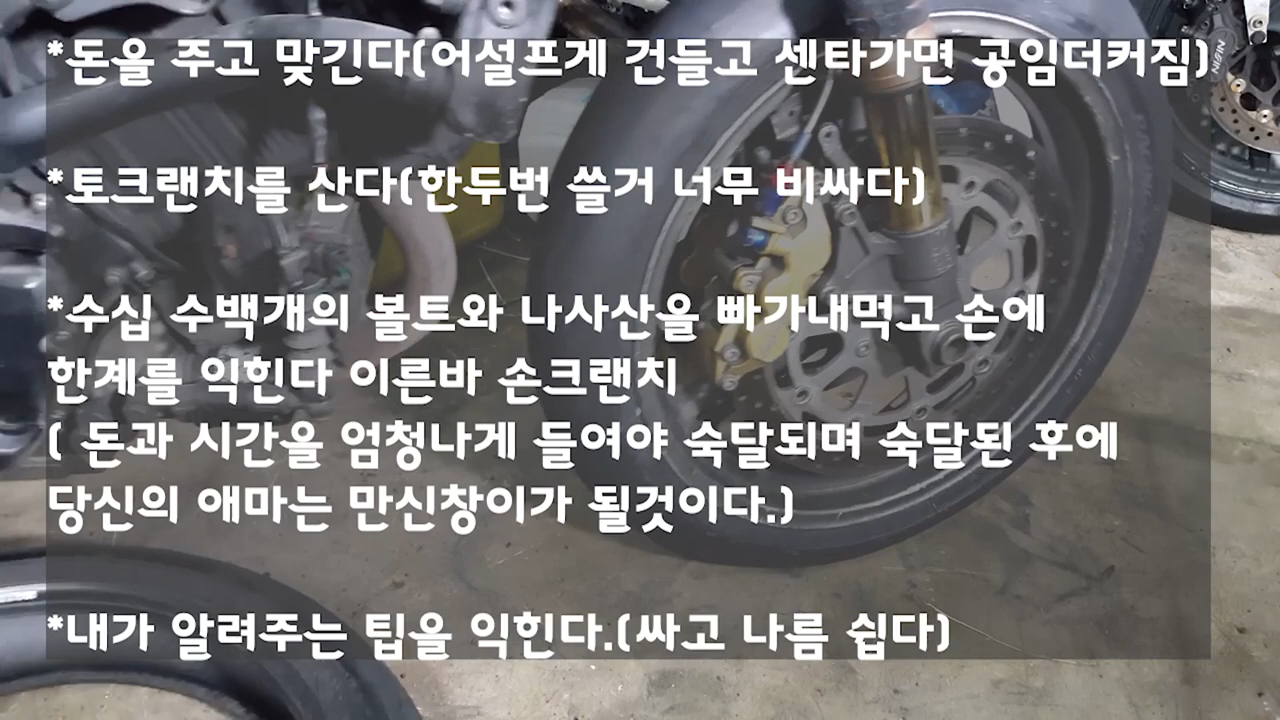 *돈을 주고 맞긴다(어설프게 건들고 센타가면 공임더커짐)
*토크랜치를 산다(한두번 쓸거 너무 비싸다)
*수십 수백개의 볼트와 나사산을 빠가내먹고 손에
한계를 익힌다 이른바 손크랜치
( 돈과 시간을 엄청나게 들여야 숙달되며 숙달된 후에
당신의 애마는 만신창이가 될것이다.)
*내가 알려주는 팁을 익힌다.(싸고 나름 쉽다)
NISSIN